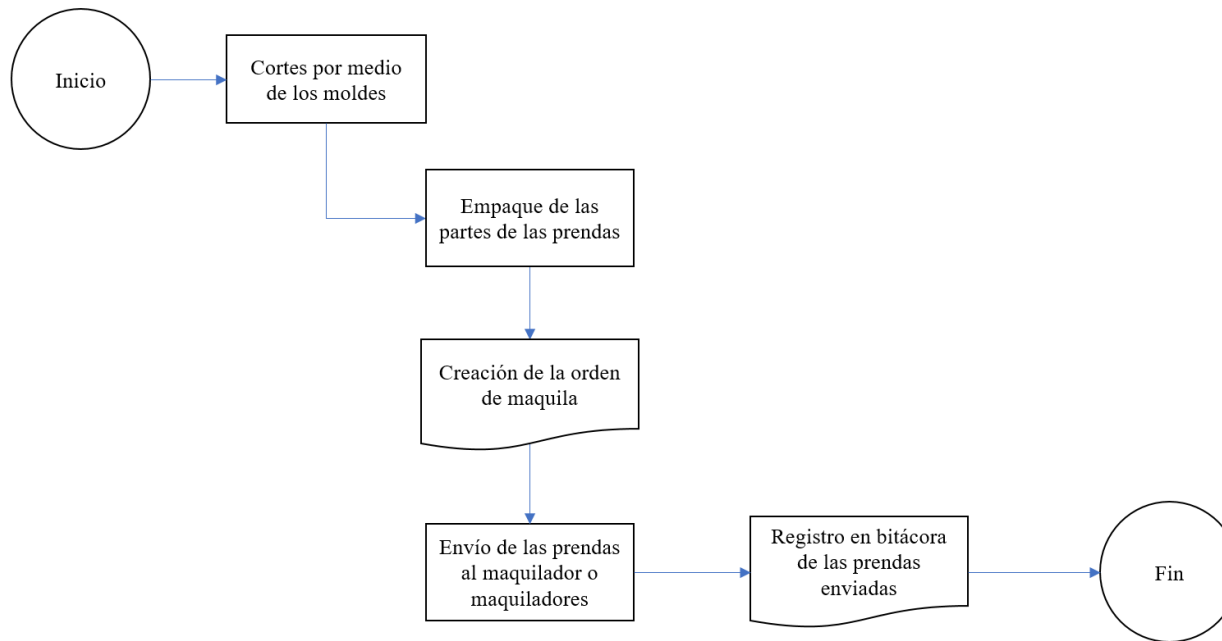 Inicio
Cortes por medio
de los moldes
Empaque de las
partes de las prendas
Creación de la orden
de maquila
Envío de las prendas
al maquilador o
maquiladores
Registro en bitácora
de las prendas
enviadas
Fin